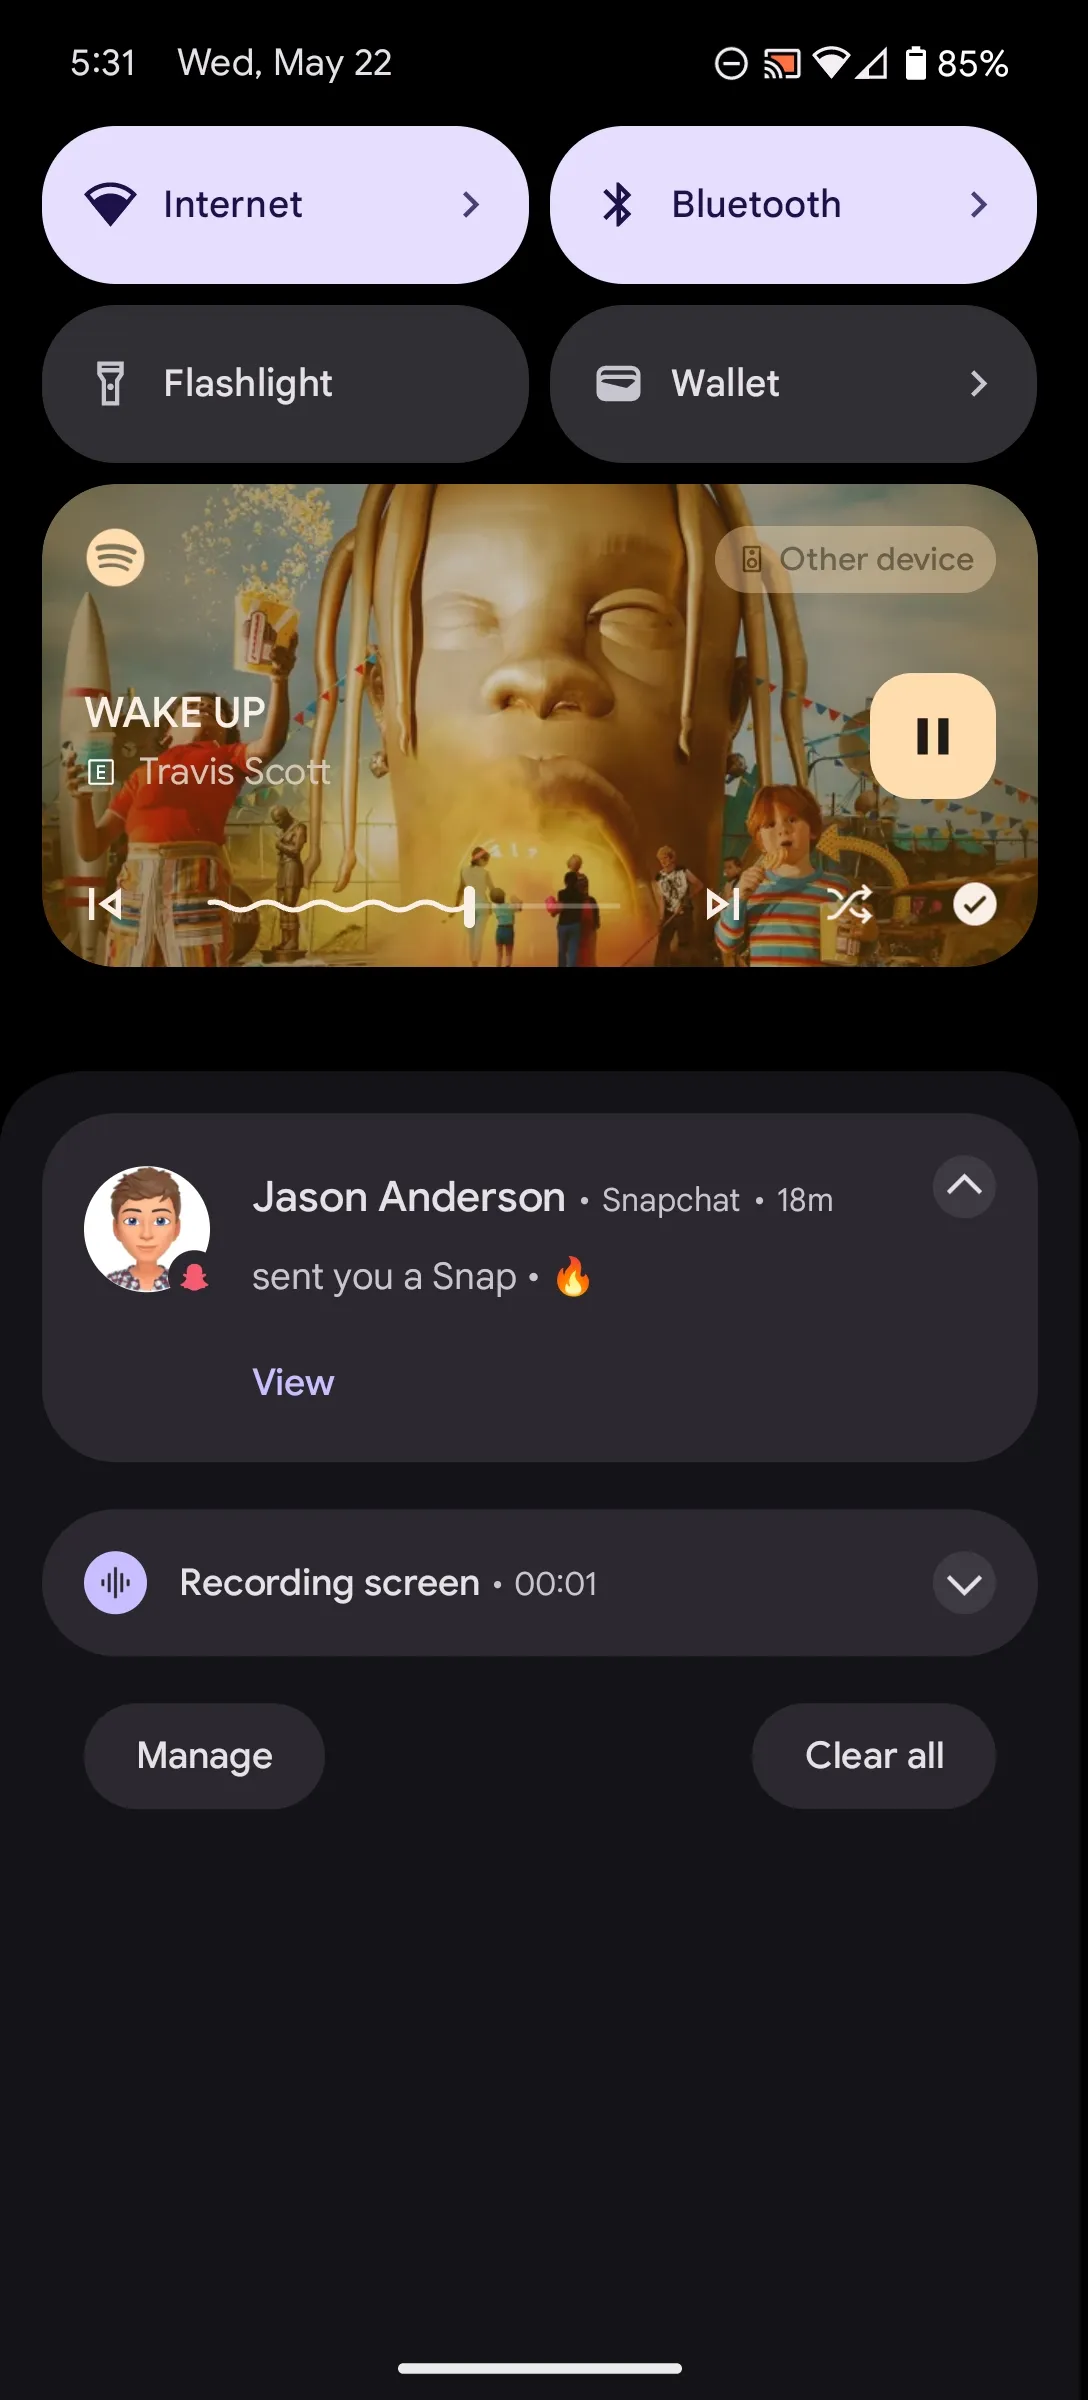 5:31 Wed, May 22 85%
Internet Bluetooth
Flashlight Wallet
Other device
WAKE UP
E Travis Scott
Jason Anderson • Snapchat • 18m
sent you a Snap • 🔥
View
Recording screen • 00:01
Manage Clear all